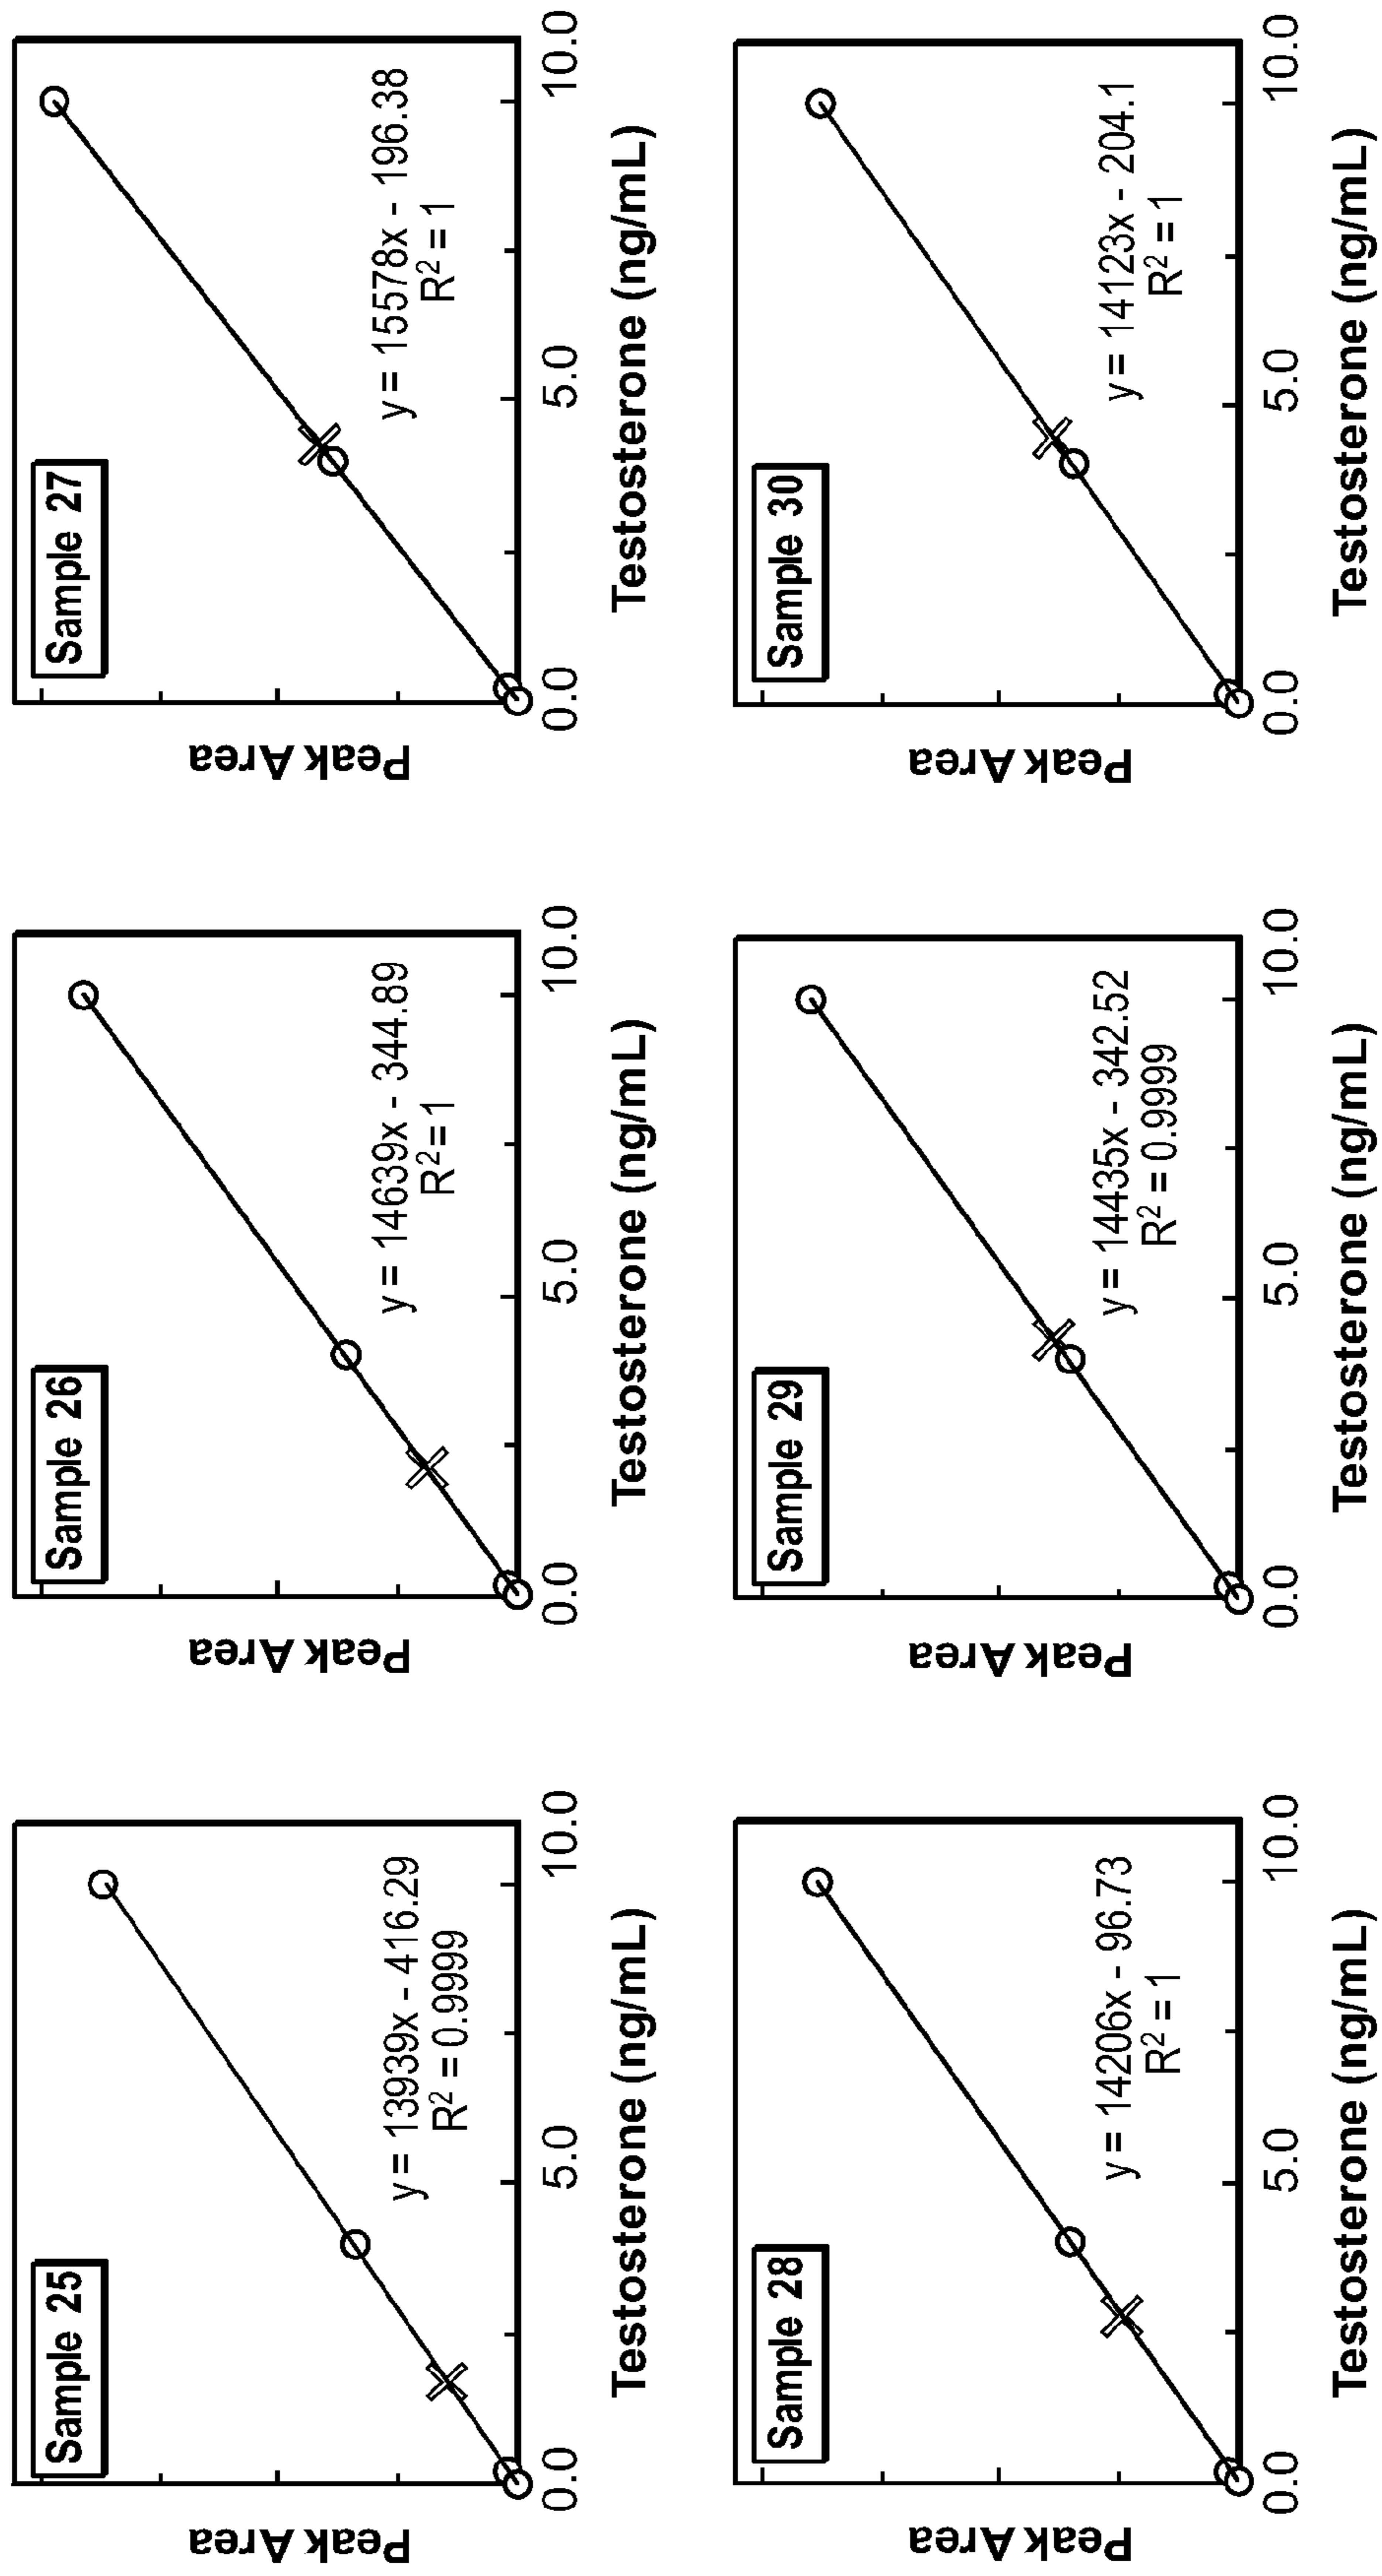 Sample 25
Peak Area
y = 13939x - 416.29
R² = 0.9999
0.0 5.0 10.0
Testosterone (ng/mL)
Sample 26
Peak Area
y = 14639x - 344.89
R² = 1
0.0 5.0 10.0
Testosterone (ng/mL)
Sample 27
Peak Area
y = 15578x - 196.38
R² = 1
0.0 5.0 10.0
Testosterone (ng/mL)
Sample 28
Peak Area
y = 14206x - 96.73
R² = 1
0.0 5.0 10.0
Testosterone (ng/mL)
Sample 29
Peak Area
y = 14435x - 342.52
R² = 0.9999
0.0 5.0 10.0
Testosterone (ng/mL)
Sample 30
Peak Area
y = 14123x - 204.1
R² = 1
0.0 5.0 10.0
Testosterone (ng/mL)